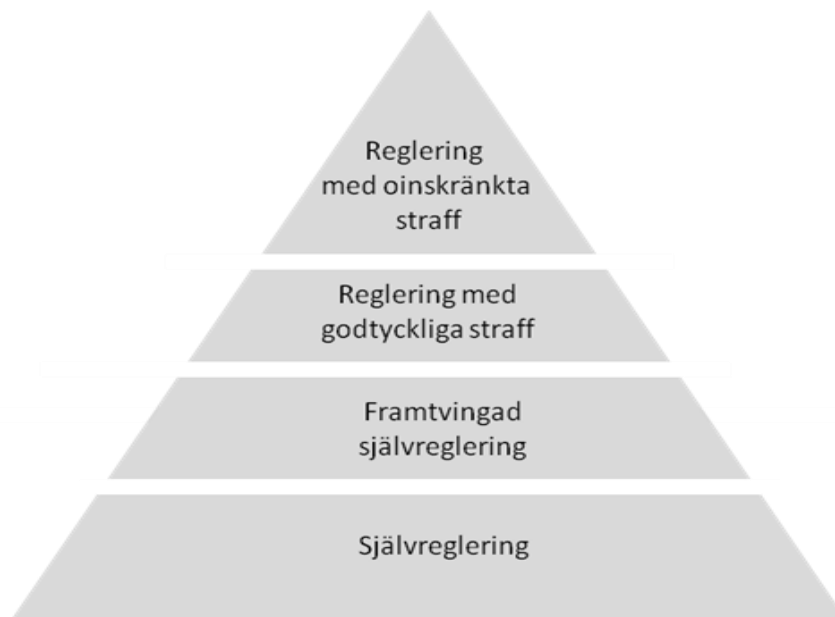 Reglering
med oinskränkta
straff
Reglering med
godtyckliga straff
Framtvingad
självreglering
Självreglering